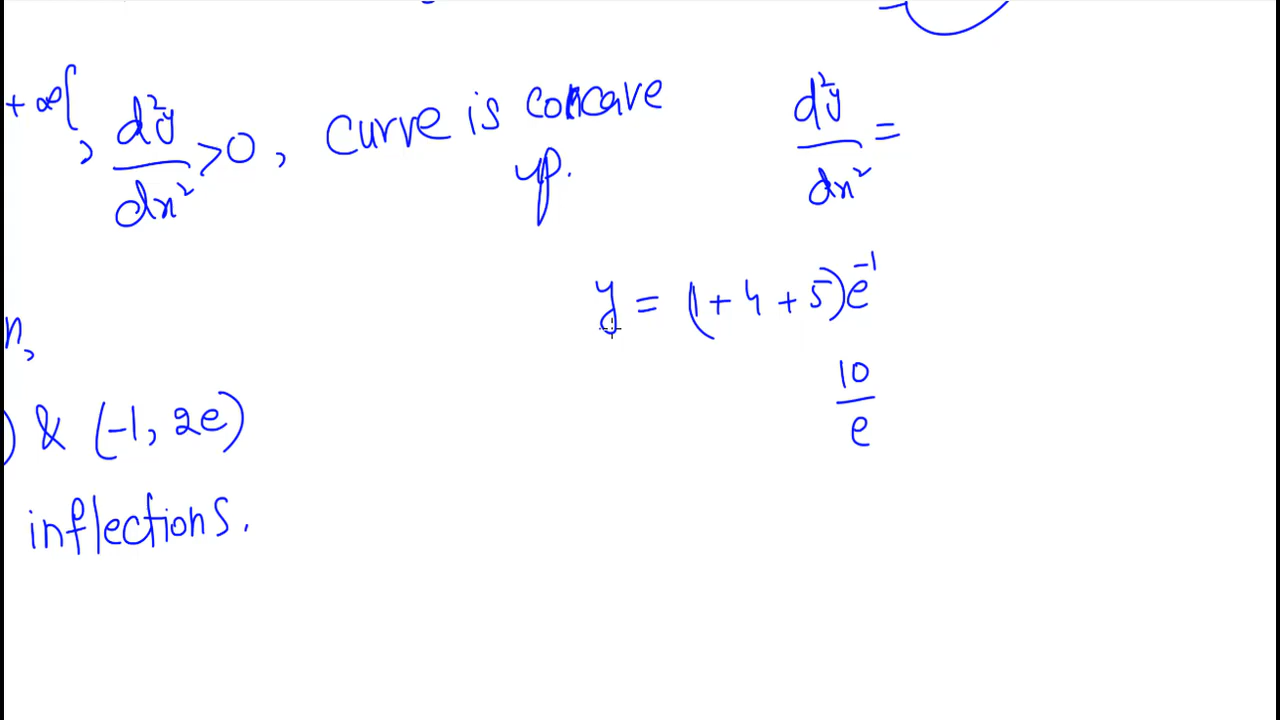 + ∞[, d²y/dx² > 0, curve is concave up.
d²y/dx² =
y = (1 + 4 + 5)e⁻¹
10/e
n,
) & (-1, 2e)
inflections.